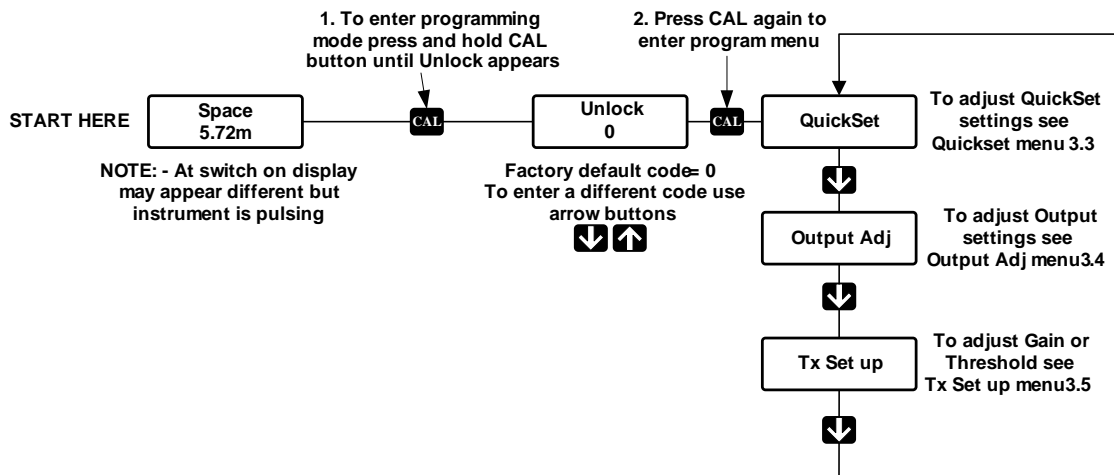 1. To enter programming
mode press and hold CAL
button until Unlock appears
2. Press CAL again to
enter program menu
START HERE
Space
5.72m
CAL
Unlock
0
CAL
QuickSet
To adjust QuickSet
settings see
Quickset menu 3.3
NOTE: - At switch on display
may appear different but
instrument is pulsing
Factory default code= 0
To enter a different code use
arrow buttons
Output Adj
To adjust Output
settings see
Output Adj menu3.4
Tx Set up
To adjust Gain or
Threshold see
Tx Set up menu3.5